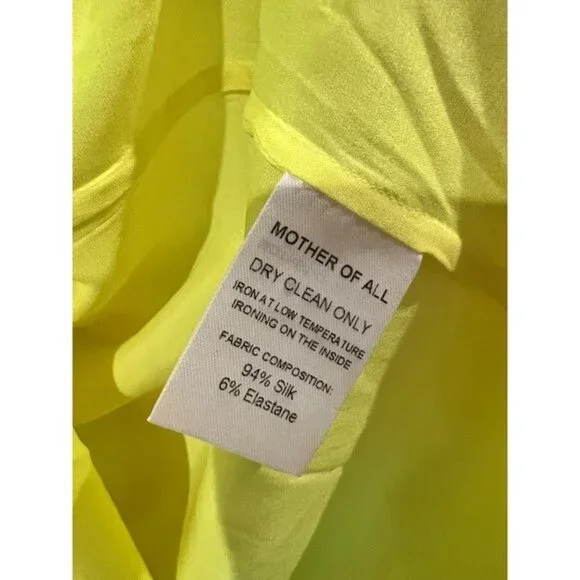 MOTHER OF ALL
DRY CLEAN ONLY
IRON AT LOW TEMPERATURE
IRONING ON THE INSIDE
FABRIC COMPOSITION:
94% Silk
6% Elastane